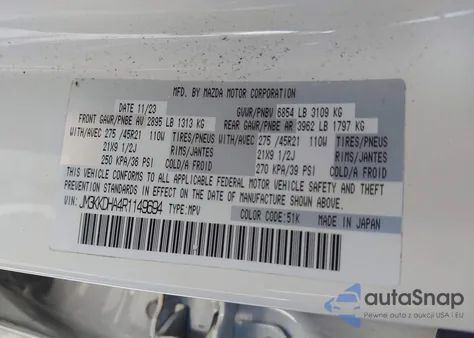 MFD. BY MAZDA MOTOR CORPORATION
DATE 11/23 GVWR/PNBV 6854 LB 3109 KG
FRONT GAWR/PNBE AV 2895 LB 1313 KG REAR GAWR/PNBE AR 3962 LB 1797 KG
WITH/AVEC 275 /45R21 110W TIRES/PNEUS WITH/AVEC 275 /45R21 110W TIRES/PNEUS
21X9 1/2J RIMS/JANTES 21X9 1/2J RIMS/JANTES
250 KPA/36 PSI COLD/A FROID 270 KPA/39 PSI COLD/A FROID
THIS VEHICLE CONFORMS TO ALL APPLICABLE FEDERAL MOTOR VEHICLE SAFETY AND THEFT
PREVENTION STANDARDS IN EFFECT ON THE DATE OF MANUFACTURE SHOWN ABOVE.
VIN: JM3KKDHA4R1149694 TYPE:MPV
COLOR CODE:51K MADE IN JAPAN
autoSnap
Pewne auta z aukcji USA i EU